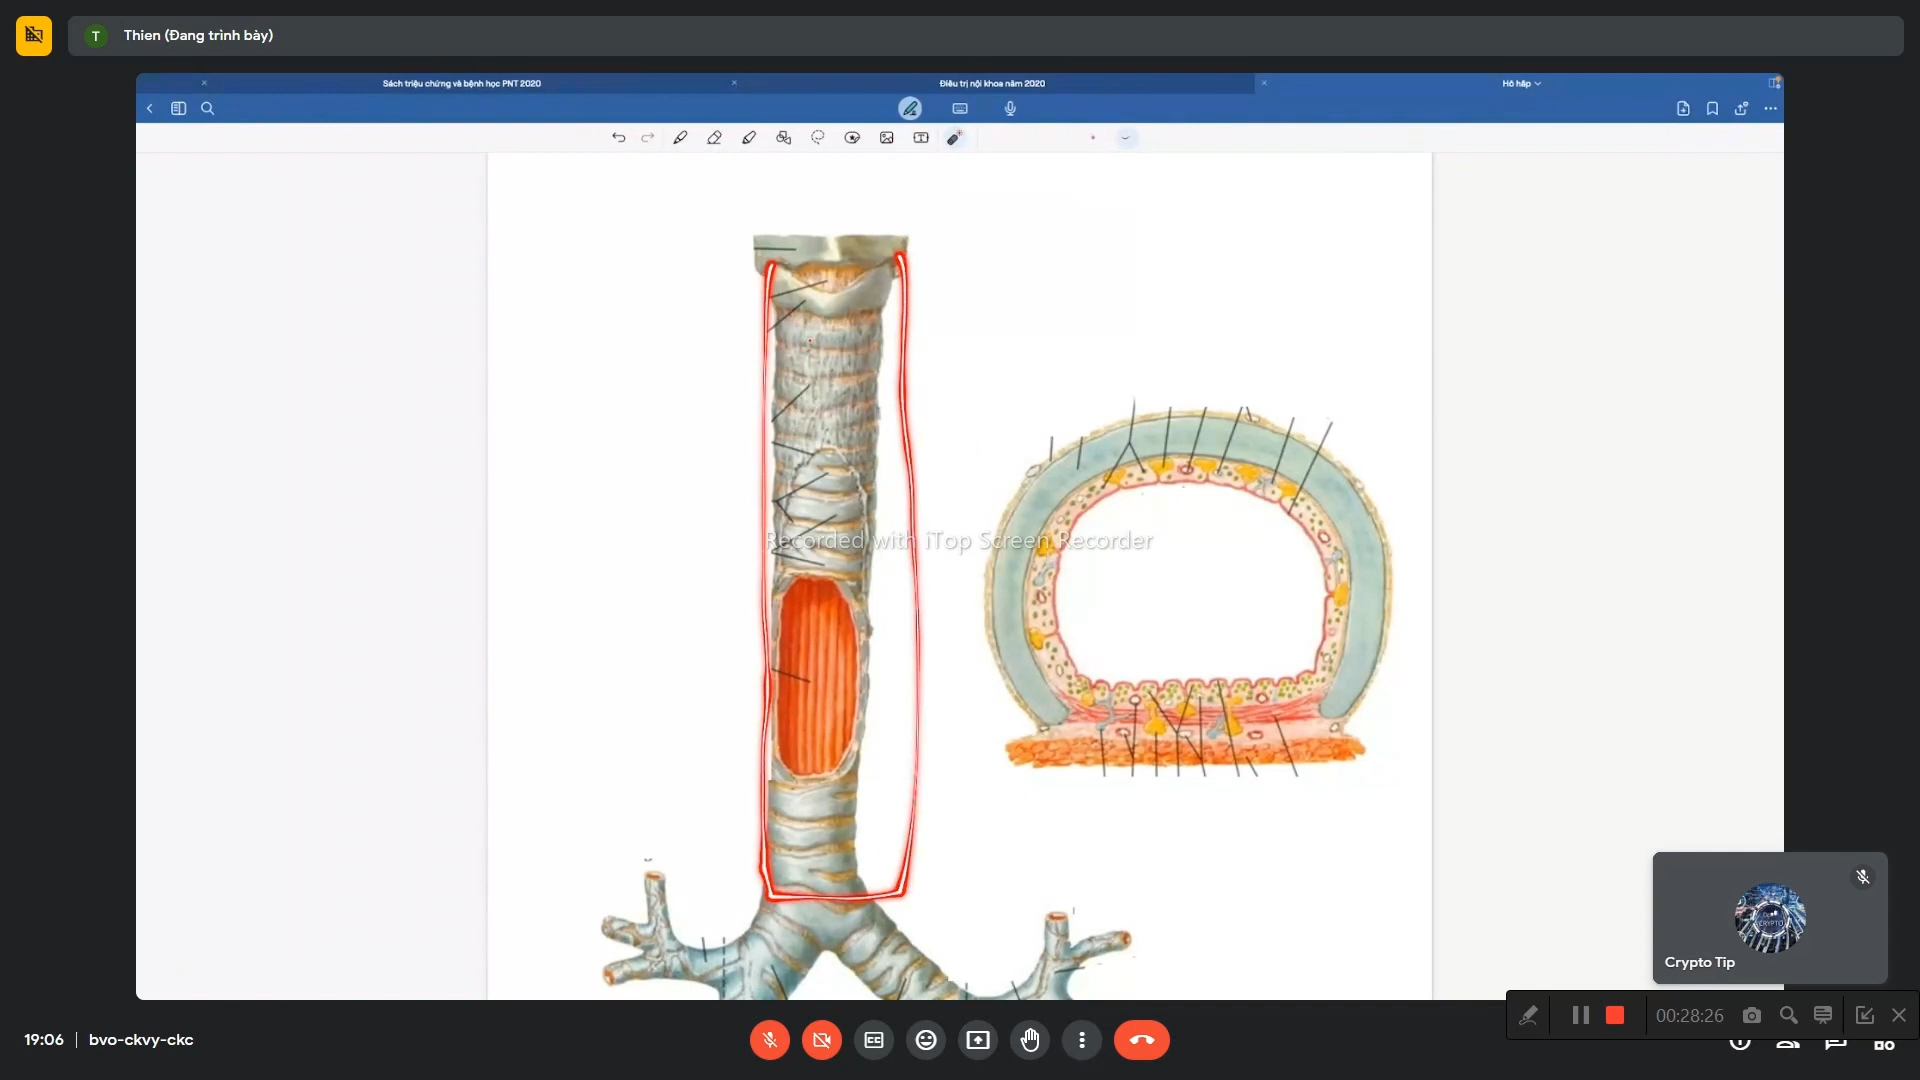 T Thien (Đang trình bày)
Sách triệu chứng và bệnh học PNT 2020
Điều trị nội khoa năm 2020
Hô hấp
Recorded with iTop Screen Recorder
Crypto Tip
00:28:26
19:06 | bvo-ckvy-ckc